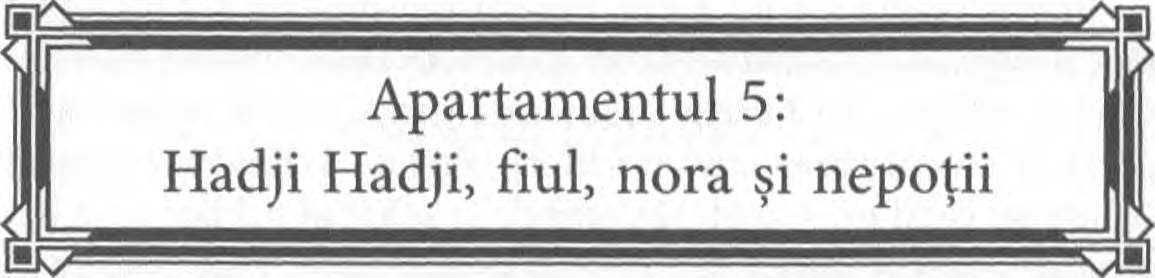 Apartamentul 5:
Hadji Hadji, fiul, nora și nepoții